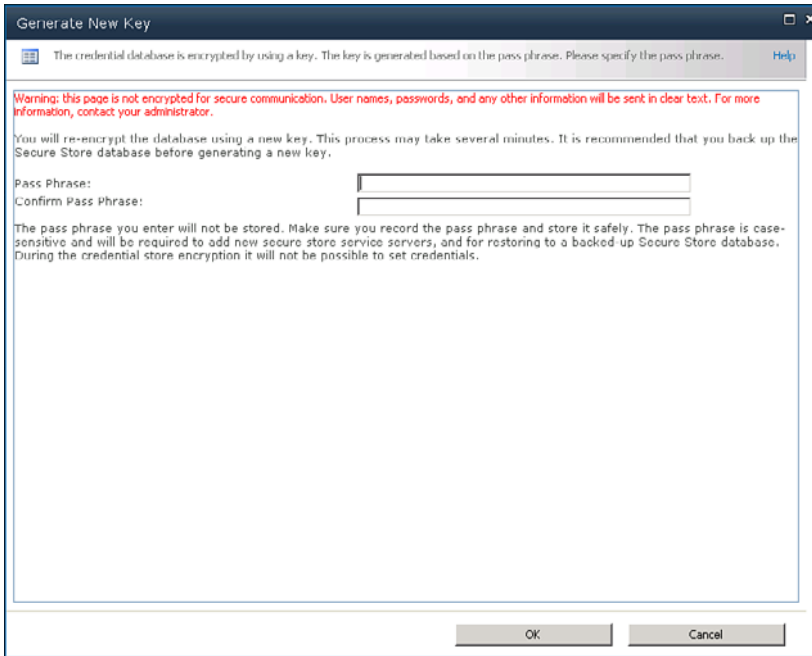 Generate New Key
The credential database is encrypted by using a key. The key is generated based on the pass phrase. Please specify the pass phrase.
Help
Warning: this page is not encrypted for secure communication. User names, passwords, and any other information will be sent in clear text. For more
information, contact your administrator.
You will re-encrypt the database using a new key. This process may take several minutes. It is recommended that you back up the
Secure Store database before generating a new key.
Pass Phrase:
Confirm Pass Phrase:
The pass phrase you enter will not be stored. Make sure you record the pass phrase and store it safely. The pass phrase is case-
sensitive and will be required to add new secure store service servers, and for restoring to a backed-up Secure Store database.
During the credential store encryption it will not be possible to set credentials.
OK
Cancel